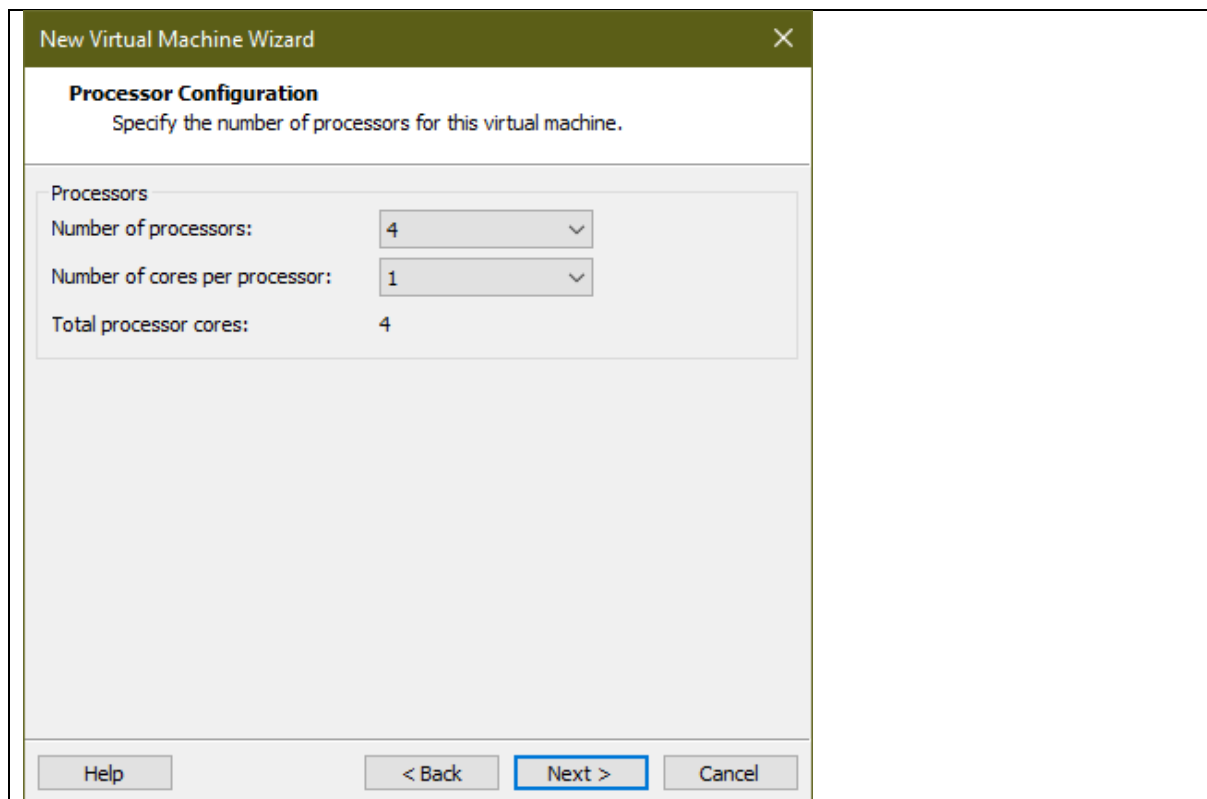 New Virtual Machine Wizard
Processor Configuration
Specify the number of processors for this virtual machine.
Processors
Number of processors: 4
Number of cores per processor: 1
Total processor cores: 4
Help < Back Next > Cancel